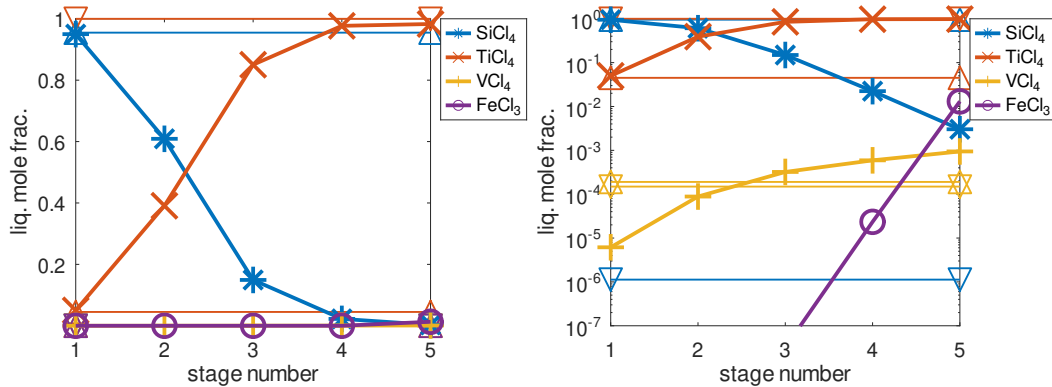 liq. mole frac.
1
0.8
0.6
0.4
0.2
1 2 3 4 5
stage number
SiCl4
TiCl4
VCl4
FeCl3
liq. mole frac.
10^0
10^-1
10^-2
10^-3
10^-4
10^-5
10^-6
10^-7
1 2 3 4 5
stage number
SiCl4
TiCl4
VCl4
FeCl3